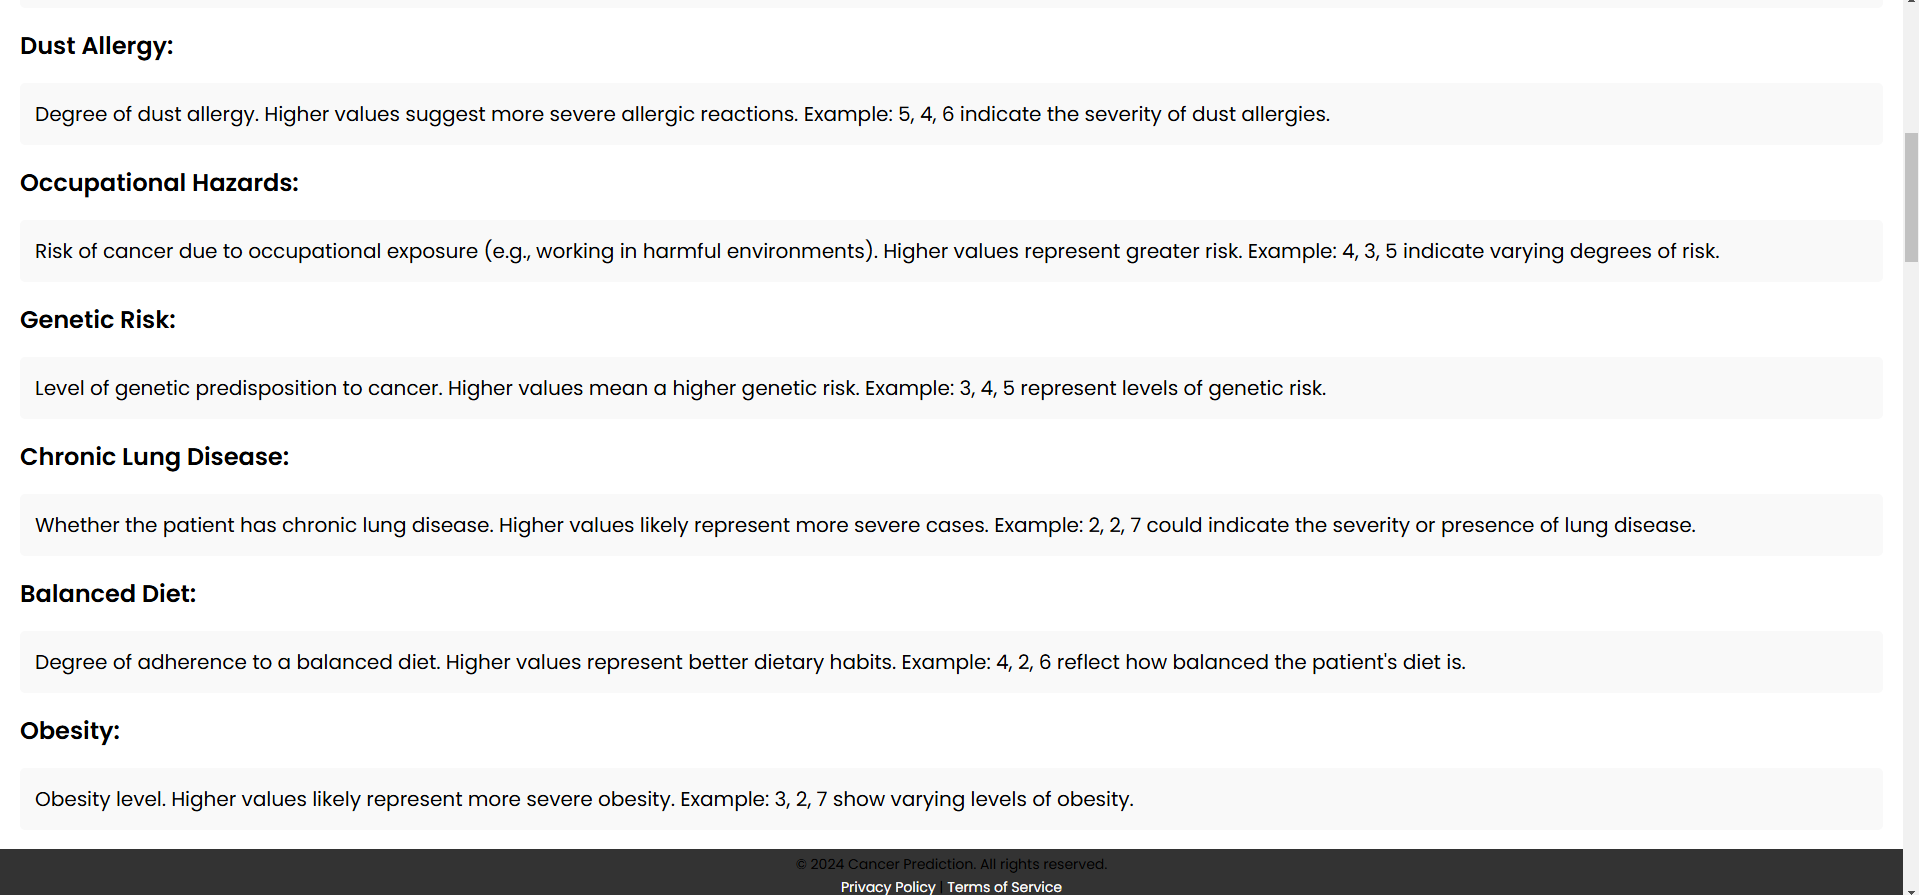 Dust Allergy:
Degree of dust allergy. Higher values suggest more severe allergic reactions. Example: 5, 4, 6 indicate the severity of dust allergies.
Occupational Hazards:
Risk of cancer due to occupational exposure (e.g., working in harmful environments). Higher values represent greater risk. Example: 4, 3, 5 indicate varying degrees of risk.
Genetic Risk:
Level of genetic predisposition to cancer. Higher values mean a higher genetic risk. Example: 3, 4, 5 represent levels of genetic risk.
Chronic Lung Disease:
Whether the patient has chronic lung disease. Higher values likely represent more severe cases. Example: 2, 2, 7 could indicate the severity or presence of lung disease.
Balanced Diet:
Degree of adherence to a balanced diet. Higher values represent better dietary habits. Example: 4, 2, 6 reflect how balanced the patient's diet is.
Obesity:
Obesity level. Higher values likely represent more severe obesity. Example: 3, 2, 7 show varying levels of obesity.
© 2024 Cancer Prediction. All rights reserved.
Privacy Policy | Terms of Service